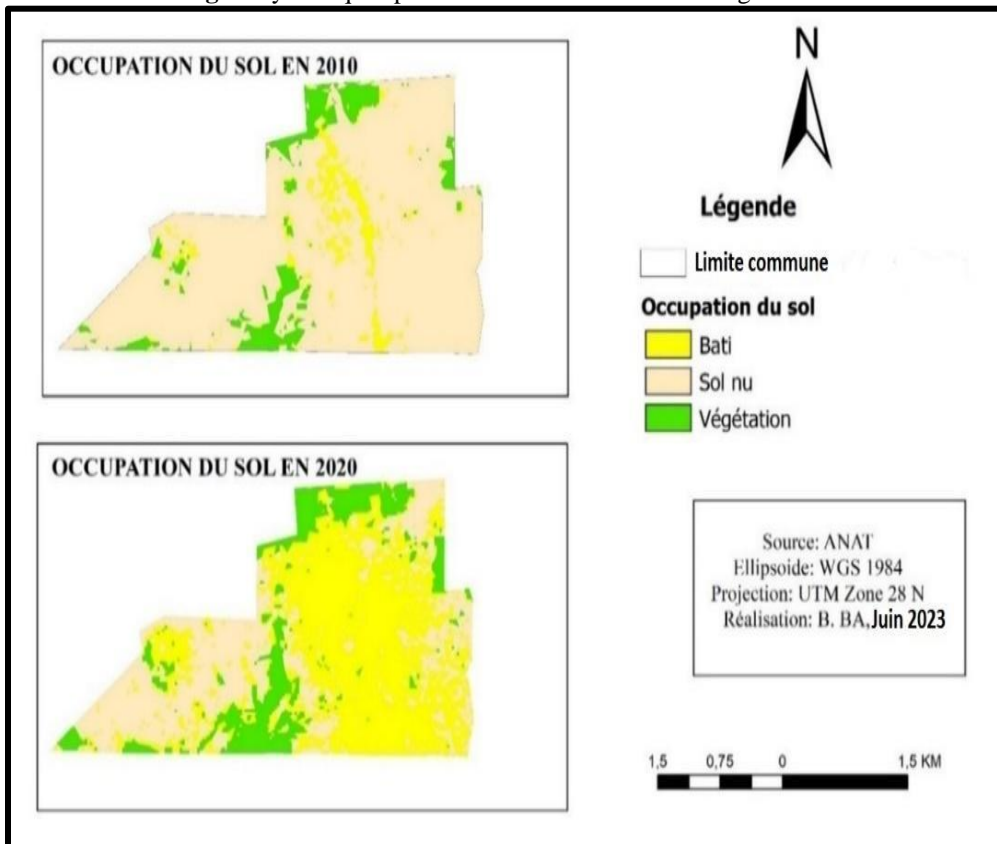 OCCUPATION DU SOL EN 2010
N
Légende
Limite commune
Occupation du sol
Bati
Sol nu
Végétation
OCCUPATION DU SOL EN 2020
Source: ANAT
Ellipsoide: WGS 1984
Projection: UTM Zone 28 N
Réalisation: B. BA, Juin 2023
1,5 0,75 0 1,5 KM